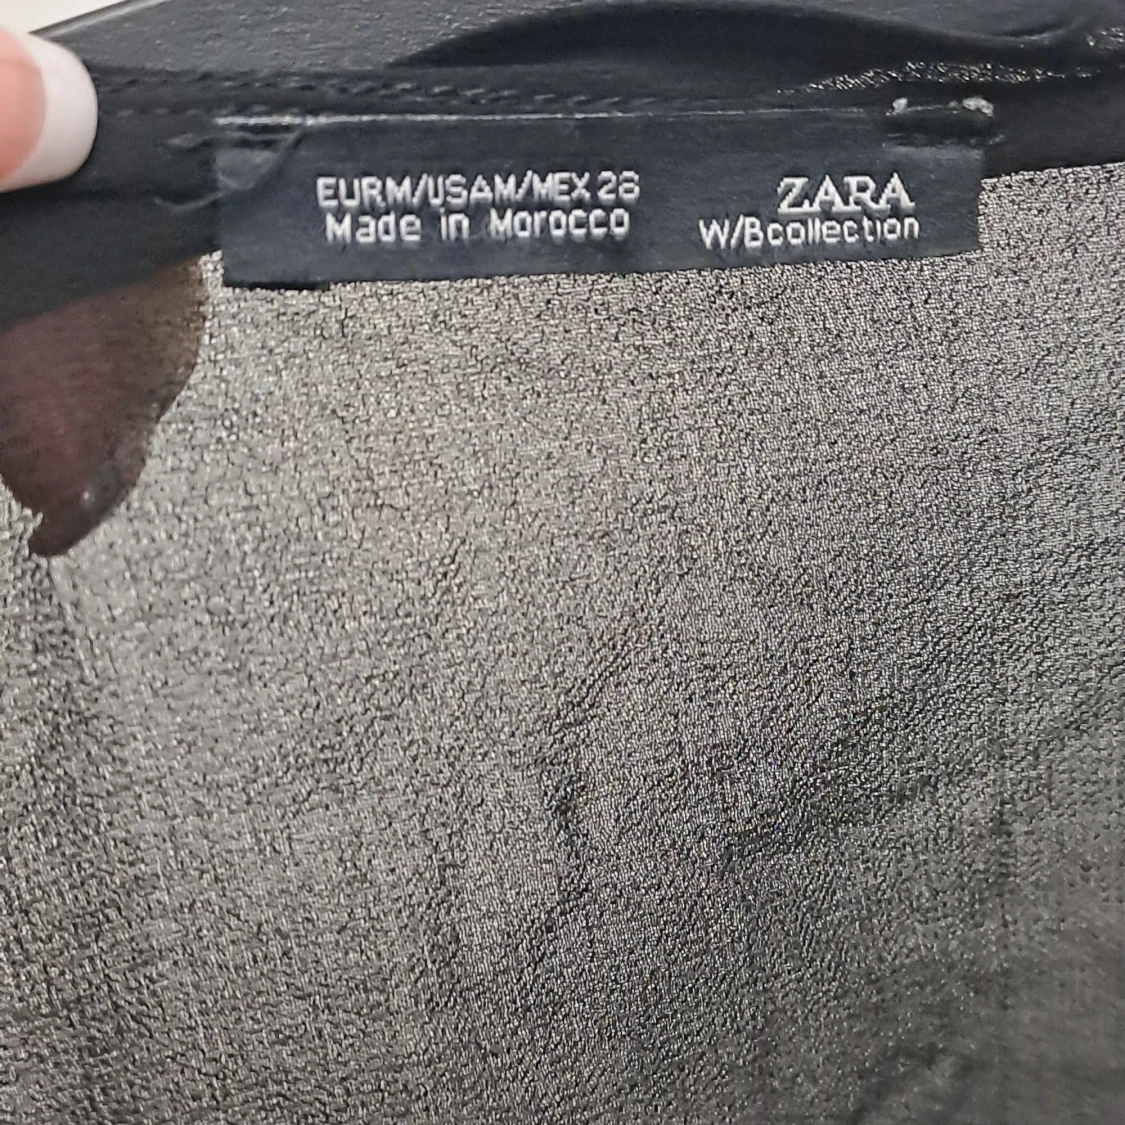 EURM/USAM/MEX 28
Made in Morocco
ZARA
W/Bcollection